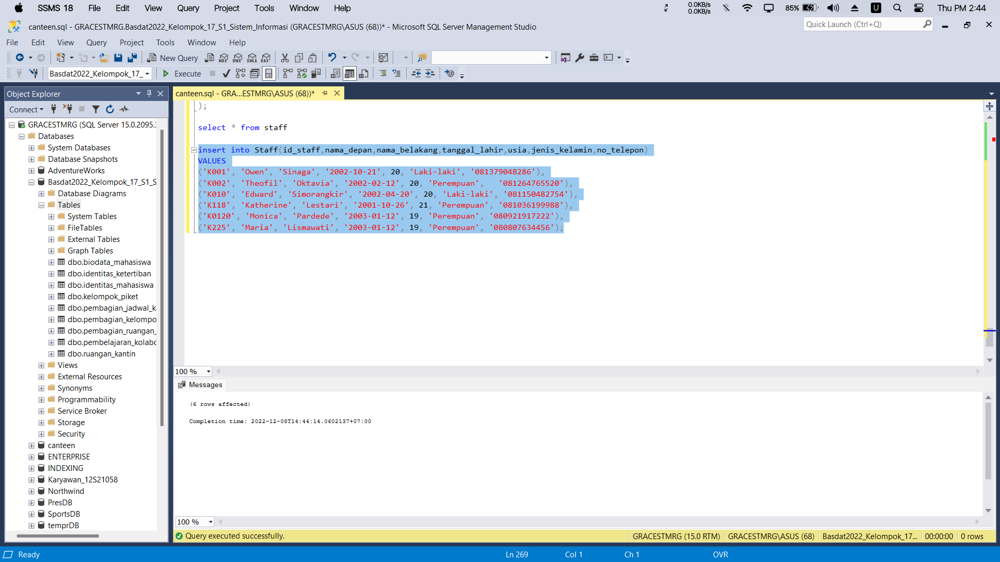 SSMS 18 File Edit View Query Project Tools Window Help 0.0KB/s 0.0KB/s 85% U Thu PM 2:44
canteen.sql - GRACESTMRG.Basdat2022_Kelompok_17_S1_Sistem_Informasi (GRACESTMRG\ASUS (68))* - Microsoft SQL Server Management Studio
Quick Launch (Ctrl+Q)
File Edit View Query Project Tools Window Help
New Query MDX DMX XMLA DAX
Basdat2022_Kelompok_17_ Execute
Object Explorer
Connect
GRACESTMRG (SQL Server 15.0.2095.3
Databases
System Databases
Database Snapshots
AdventureWorks
Basdat2022_Kelompok_17_S1_S
Database Diagrams
Tables
System Tables
FileTables
External Tables
Graph Tables
dbo.biodata_mahasiswa
dbo.identitas_ketertiban
dbo.identitas_mahasiswa
dbo.kelompok_piket
dbo.pembagian_jadwal_k
dbo.pembagian_kelompo
dbo.pembagian_ruangan_
dbo.pembelajaran_kolabo
dbo.ruangan_kantin
Views
External Resources
Synonyms
Programmability
Service Broker
Storage
Security
canteen
ENTERPRISE
INDEXING
Karyawan_12S21058
Northwind
PresDB
SportsDB
temprDB
canteen.sql - GRA...ESTMRG\ASUS (68))*
);
select * from staff
insert into Staff(id_staff,nama_depan,nama_belakang,tanggal_lahir,usia,jenis_kelamin,no_telepon)
VALUES
('K001', 'Owen', 'Sinaga', '2002-10-21', 20, 'Laki-laki', '081379048286'),
('K002', 'Theofil', 'Oktavia', '2002-02-12', 20, 'Perempuan',   '081264765520'),
('K010', 'Edward', 'Simorangkir', '2002-04-20', 20, 'Laki-laki', '081150482754'),
('K118', 'Katherine', 'Lestari', '2001-10-26', 21, 'Perempuan', '081036199988'),
('K0120', 'Monica', 'Pardede', '2003-01-12', 19, 'Perempuan', '080921917222'),
('K225', 'Maria', 'Lismawati', '2003-01-12', 19, 'Perempuan', '080807634456');
100 %
Messages
(6 rows affected)
Completion time: 2022-12-08T14:44:14.0602137+07:00
100 %
Query executed successfully. GRACESTMRG (15.0 RTM) GRACESTMRG\ASUS (68) Basdat2022_Kelompok_17... 00:00:00 0 rows
Ready Ln 269 Col 1 Ch 1 OVR